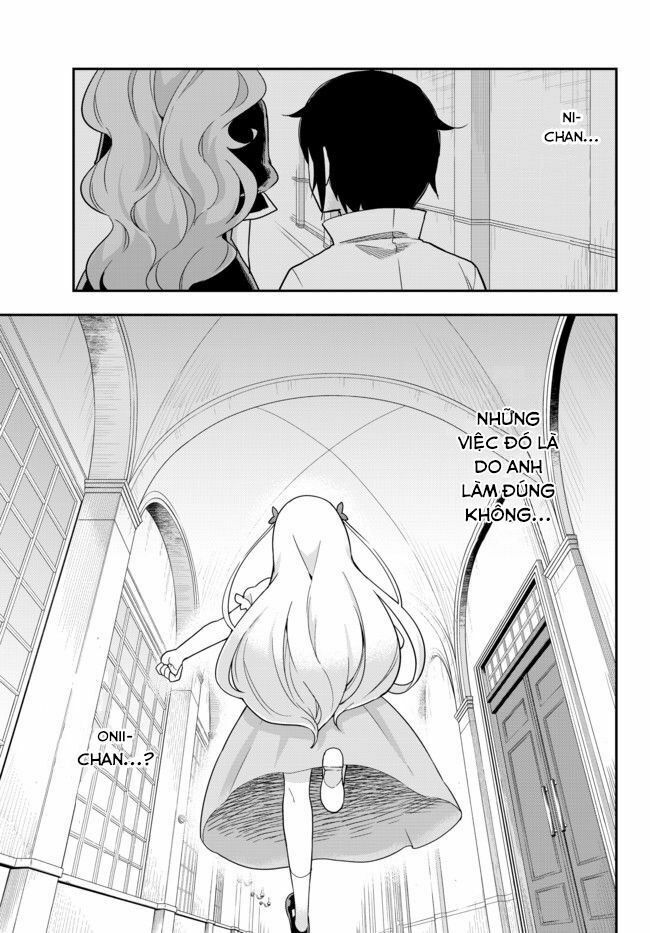 NI-
CHAN...
NHỮNG
VIỆC ĐÓ LÀ
DO ANH
LÀM ĐÚNG
KHÔNG...
ONII-
CHAN...?